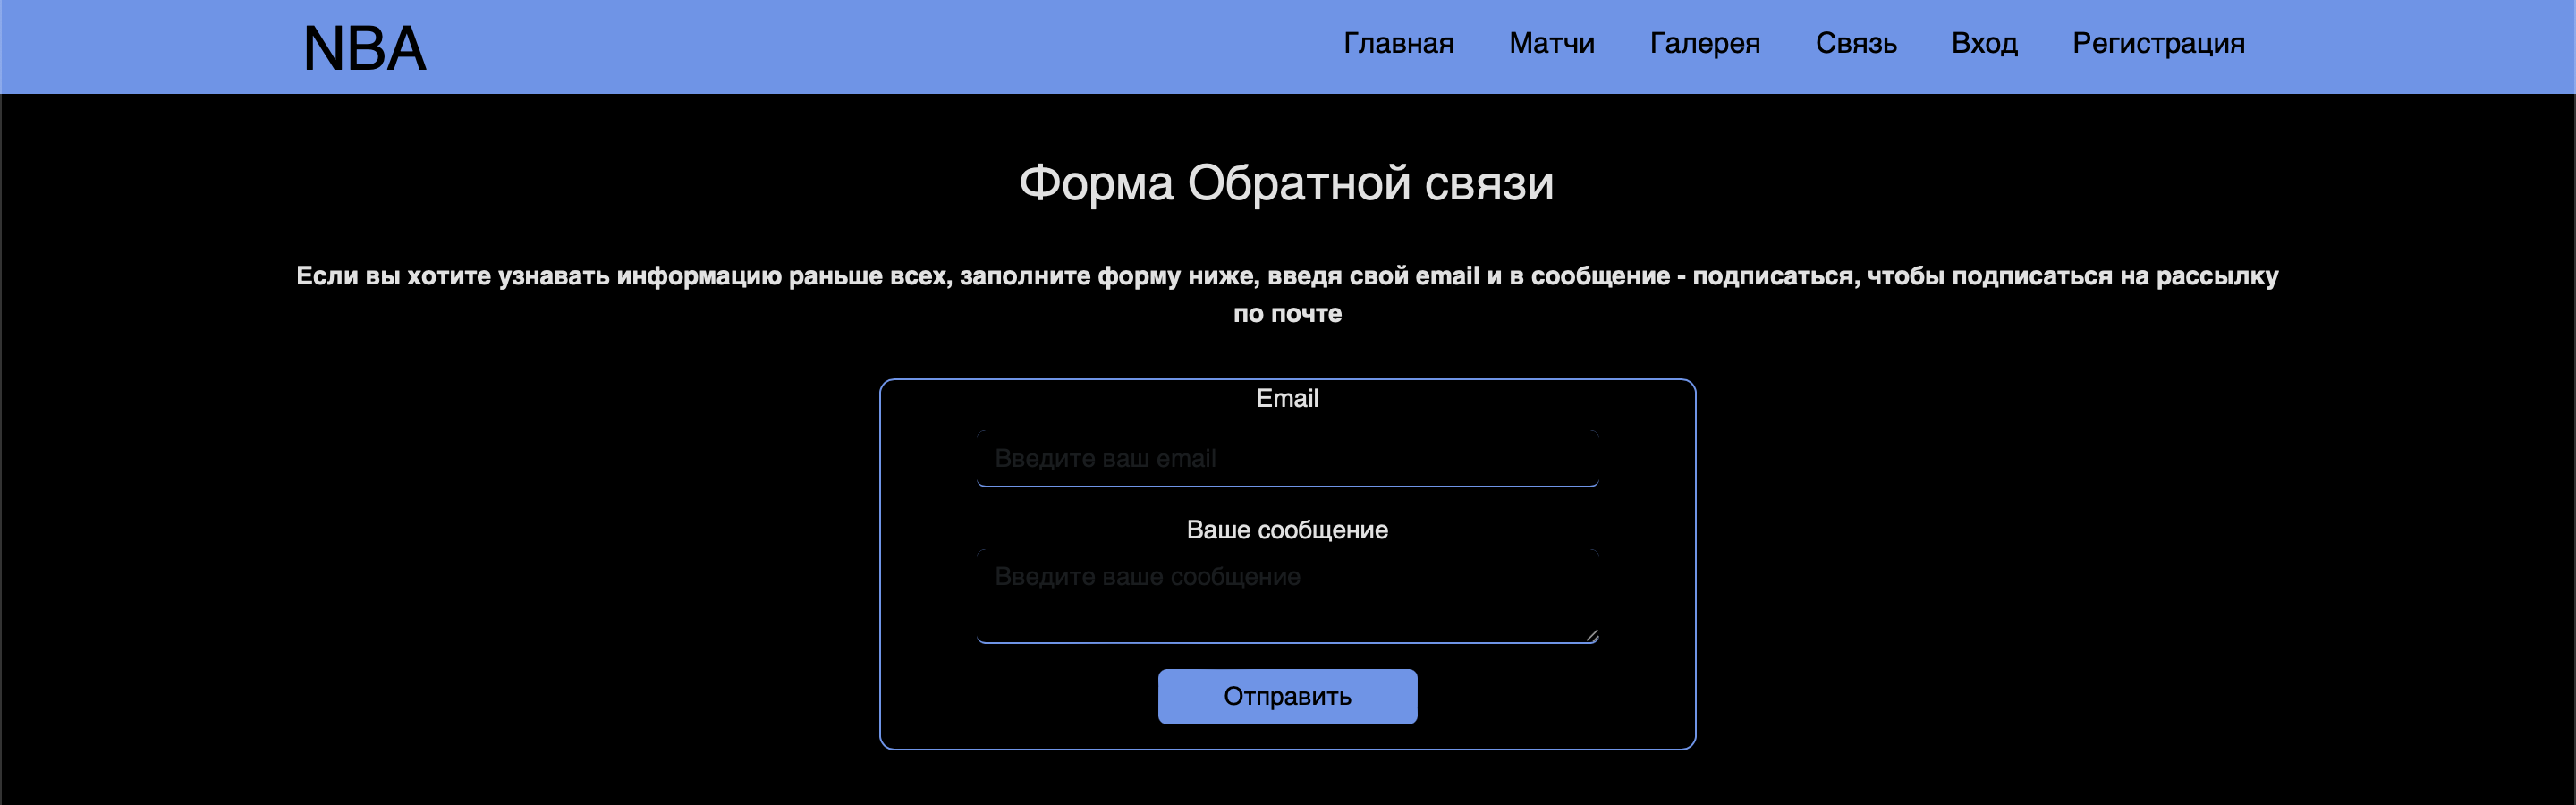 NBA
Главная Матчи Галерея Связь Вход Регистрация
Форма Обратной связи
Если вы хотите узнавать информацию раньше всех, заполните форму ниже, введя свой email и в сообщение - подписаться, чтобы подписаться на рассылку
по почте
Email
Введите ваш email
Ваше сообщение
Введите ваше сообщение
Отправить